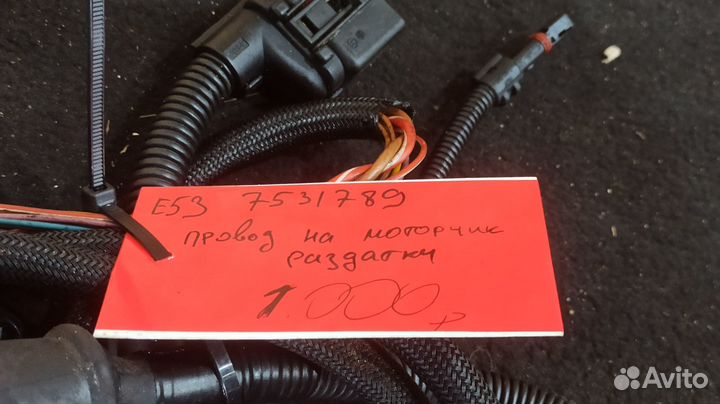 E53 7531789
провод на моторчик
раздатки
1.000 р
Avito